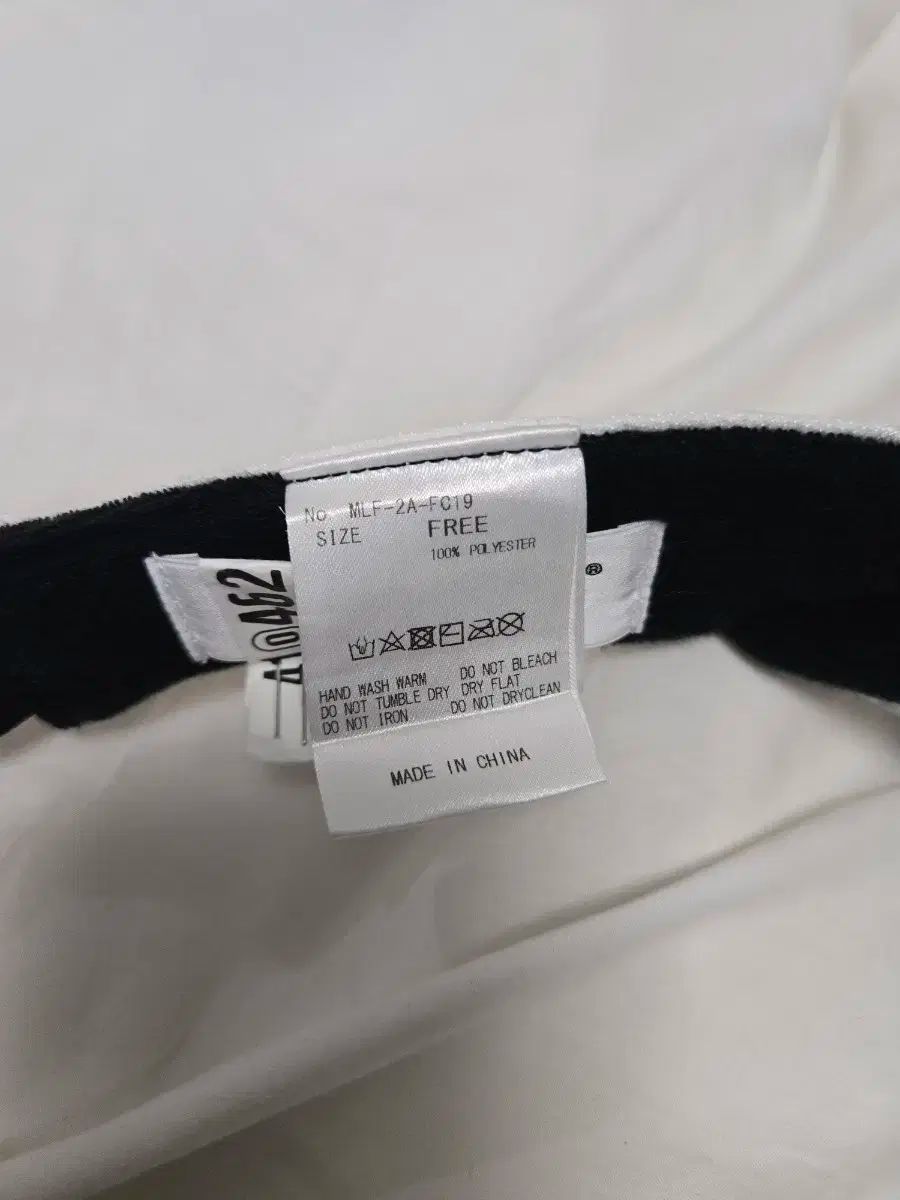 No MLF-2A-FC19
SIZE FREE
100% POLYESTER
HAND WASH WARM DO NOT BLEACH
DO NOT TUMBLE DRY DRY FLAT
DO NOT IRON DO NOT DRYCLEAN
MADE IN CHINA
@462
®